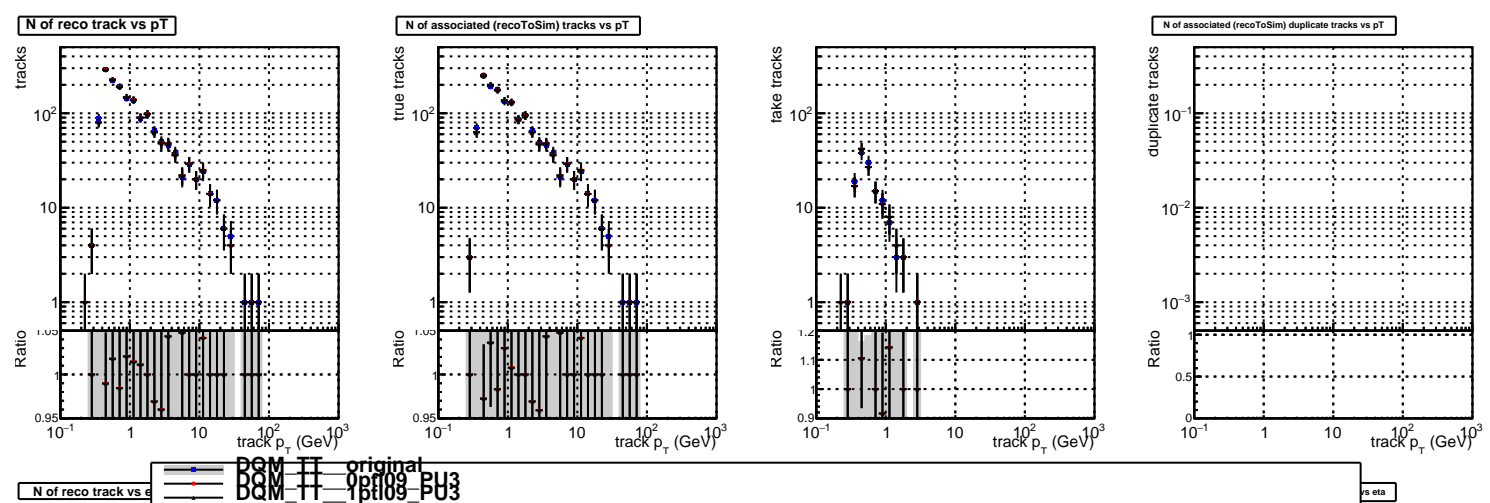 N of reco track vs pT
N of associated (recoToSim) tracks vs pT
N of associated (recoToSim) duplicate tracks vs pT
tracks
10²
10
1
Ratio
1.05
1
0.95
10⁻¹ 1 10 10² 10³
track p_T (GeV)
true tracks
10²
10
1
Ratio
1.05
1
0.95
10⁻¹ 1 10 10² 10³
track p_T (GeV)
fake tracks
10²
10
1
Ratio
1.2
1.1
1
0.9
10⁻¹ 1 10 10² 10³
track p_T (GeV)
duplicate tracks
10⁻¹
10⁻²
10⁻³
Ratio
1
0.5
0
10⁻¹ 1 10 10² 10³
track p_T (GeV)
DQM_TT__original
DQM_TT__0pfl09_PU3
DQM_TT__1ptl09_PU3
N of reco track vs e
vs eta